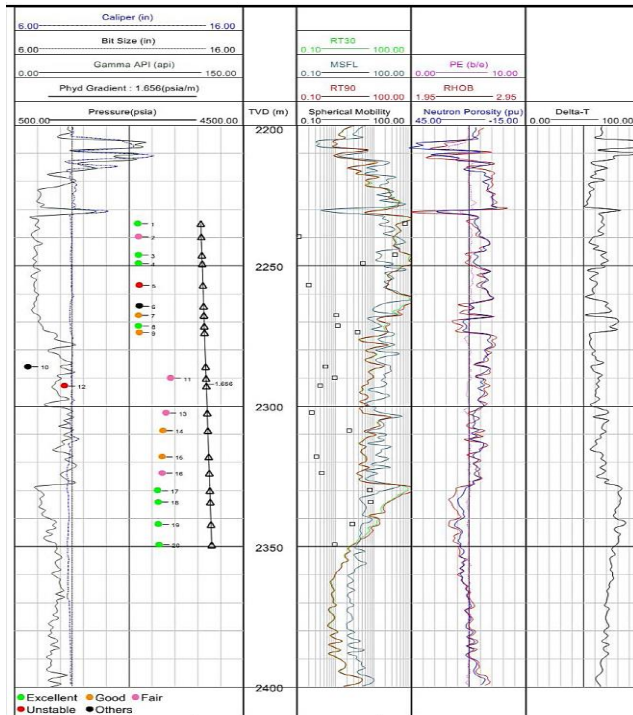 Caliper (in)
6.00 16.00
Bit Size (in)
6.00 16.00
Gamma API (api)
0.00 150.00
Phyd Gradient : 1.656(psia/m)
Pressure(psia)
500.00 4500.00
TVD (m)
RT30
0.10 100.00
MSFL
0.10 100.00
RT90
0.10 100.00
Spherical Mobility
0.10 100.00
PE (b/e)
0.00 10.00
RHOB
1.95 2.95
Neutron Porosity (pu)
45.00 -15.00
Delta-T
0.00 100.00
2200
1
2
3
4
2250
5
6
7
8
9
10
11
12
1.656
2300
13
14
15
16
17
18
19
20
2350
2400
Excellent Good Fair
Unstable Others